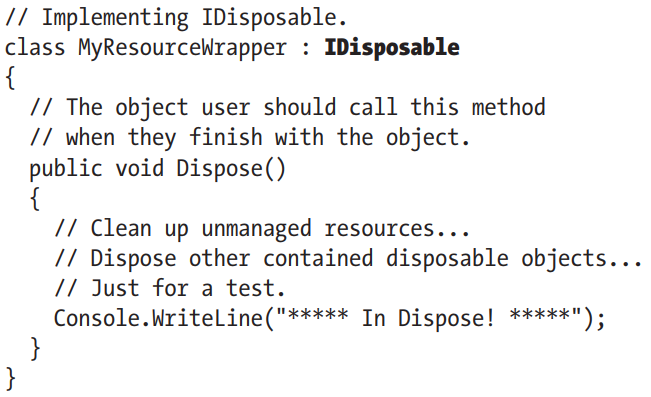 // Implementing IDisposable.
class MyResourceWrapper : IDisposable
{
  // The object user should call this method
  // when they finish with the object.
  public void Dispose()
  {
    // Clean up unmanaged resources...
    // Dispose other contained disposable objects...
    // Just for a test.
    Console.WriteLine("***** In Dispose! *****");
  }
}